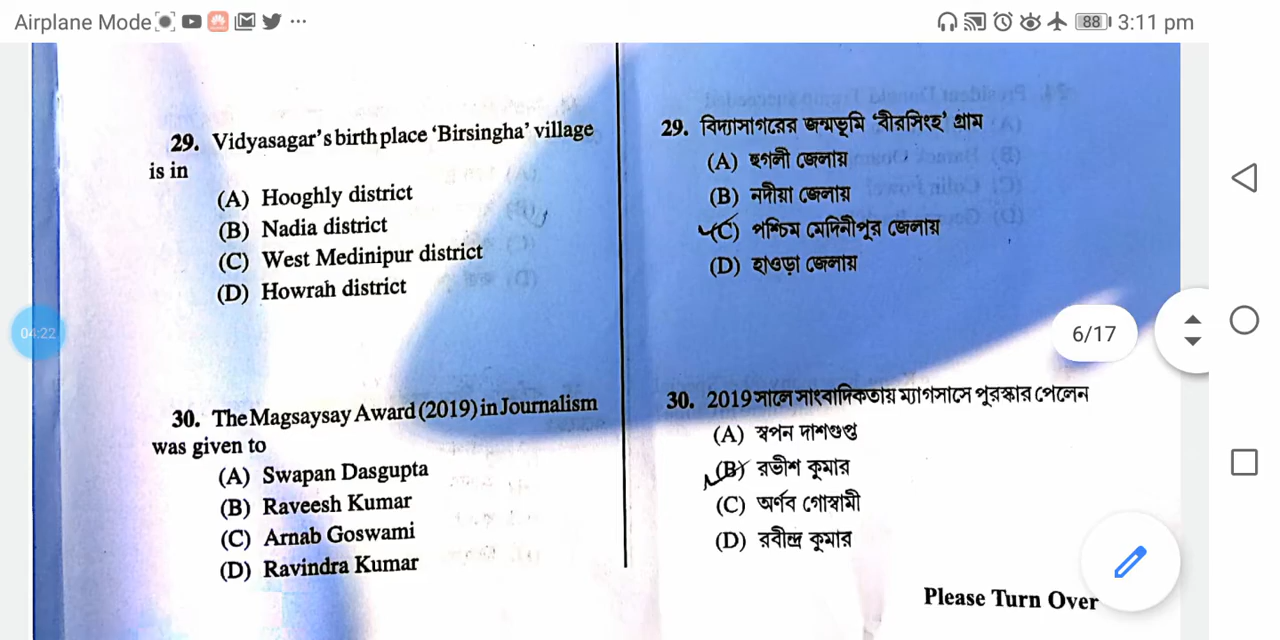 Airplane Mode
88 3:11 pm
29. Vidyasagar's birth place 'Birsingha' village
is in
(A) Hooghly district
(B) Nadia district
(C) West Medinipur district
(D) Howrah district
30. The Magsaysay Award (2019) in Journalism
was given to
(A) Swapan Dasgupta
(B) Raveesh Kumar
(C) Arnab Goswami
(D) Ravindra Kumar
29. বিদ্যাসাগরের জন্মভূমি 'বীরসিংহ' গ্রাম
(A) হুগলী জেলায়
(B) নদীয়া জেলায়
(C) পশ্চিম মেদিনীপুর জেলায়
(D) হাওড়া জেলায়
30. 2019 সালে সাংবাদিকতায় ম্যাগসাসে পুরস্কার পেলেন
(A) স্বপন দাশগুপ্ত
(B) রভীশ কুমার
(C) অর্ণব গোস্বামী
(D) রবীন্দ্র কুমার
Please Turn Over
04:22
6/17